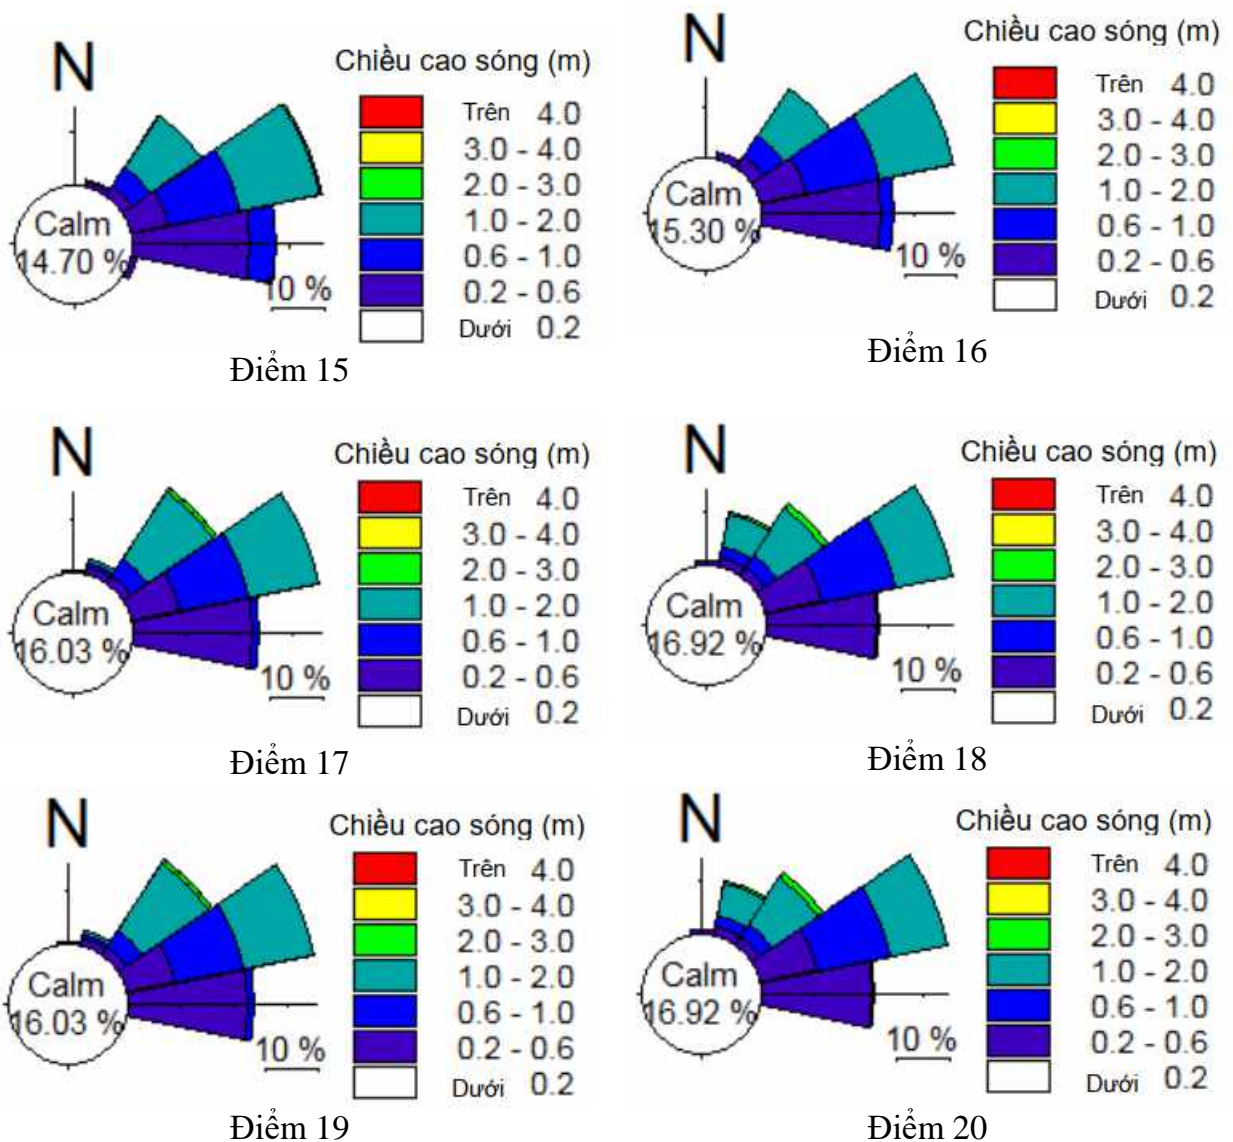 N
Chiều cao sóng (m)
Trên 4.0
3.0 - 4.0
2.0 - 3.0
1.0 - 2.0
0.6 - 1.0
0.2 - 0.6
Dưới 0.2
Calm
14.70 %
10 %
Điểm 15
N
Chiều cao sóng (m)
Trên 4.0
3.0 - 4.0
2.0 - 3.0
1.0 - 2.0
0.6 - 1.0
0.2 - 0.6
Dưới 0.2
Calm
15.30 %
10 %
Điểm 16
N
Chiều cao sóng (m)
Trên 4.0
3.0 - 4.0
2.0 - 3.0
1.0 - 2.0
0.6 - 1.0
0.2 - 0.6
Dưới 0.2
Calm
16.03 %
10 %
Điểm 17
N
Chiều cao sóng (m)
Trên 4.0
3.0 - 4.0
2.0 - 3.0
1.0 - 2.0
0.6 - 1.0
0.2 - 0.6
Dưới 0.2
Calm
16.92 %
10 %
Điểm 18
N
Chiều cao sóng (m)
Trên 4.0
3.0 - 4.0
2.0 - 3.0
1.0 - 2.0
0.6 - 1.0
0.2 - 0.6
Dưới 0.2
Calm
16.03 %
10 %
Điểm 19
N
Chiều cao sóng (m)
Trên 4.0
3.0 - 4.0
2.0 - 3.0
1.0 - 2.0
0.6 - 1.0
0.2 - 0.6
Dưới 0.2
Calm
16.92 %
10 %
Điểm 20